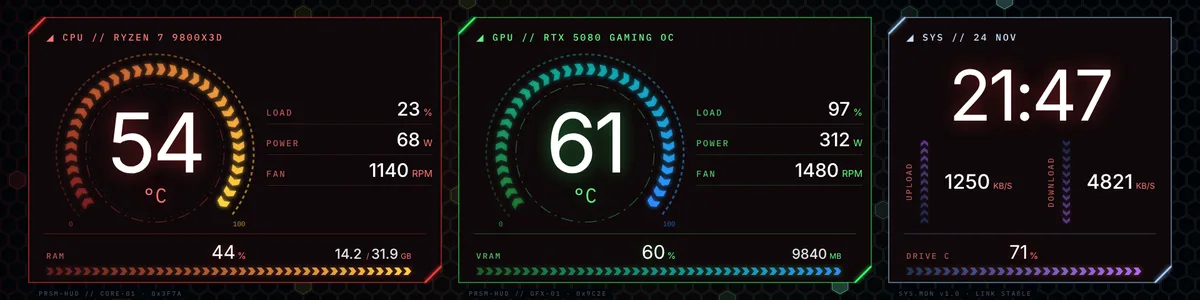 CPU // RYZEN 7 9800X3D
54
°C
0
100
LOAD 23 %
POWER 68 W
FAN 1140 RPM
RAM 44 % 14.2 / 31.9 GB
PRSM-HUD // CORE-01 · 0x3F7A
GPU // RTX 5080 GAMING OC
61
°C
0
100
LOAD 97 %
POWER 312 W
FAN 1480 RPM
VRAM 60 % 9840 MB
PRSM-HUD // GFX-01 · 0x9C2E
SYS // 24 NOV
21:47
UPLOAD 1250 KB/S
DOWNLOAD 4821 KB/S
DRIVE C 71 %
SYS.MON v1.0 · LINK STABLE